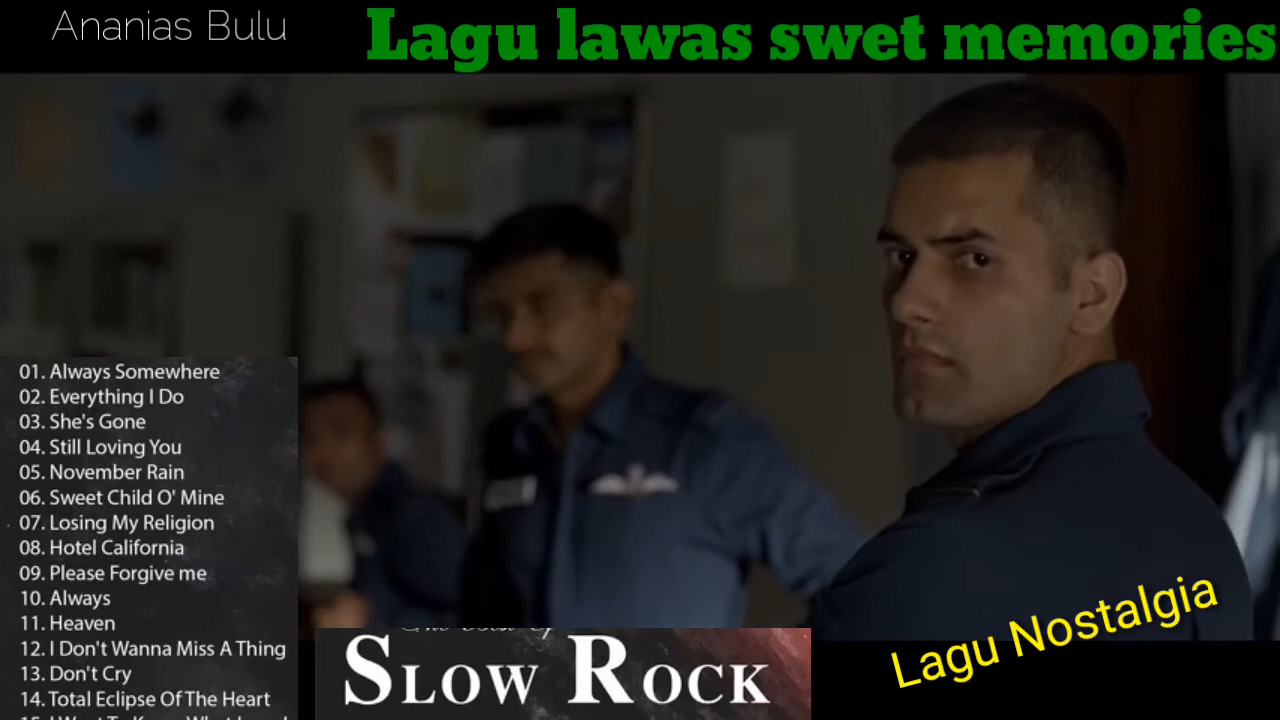 Ananias Bulu
Lagu lawas swet memories
01. Always Somewhere
02. Everything I Do
03. She's Gone
04. Still Loving You
05. November Rain
06. Sweet Child O' Mine
07. Losing My Religion
08. Hotel California
09. Please Forgive me
10. Always
11. Heaven
12. I Don't Wanna Miss A Thing
13. Don't Cry
14. Total Eclipse Of The Heart
SLOW ROCK
Lagu Nostalgia